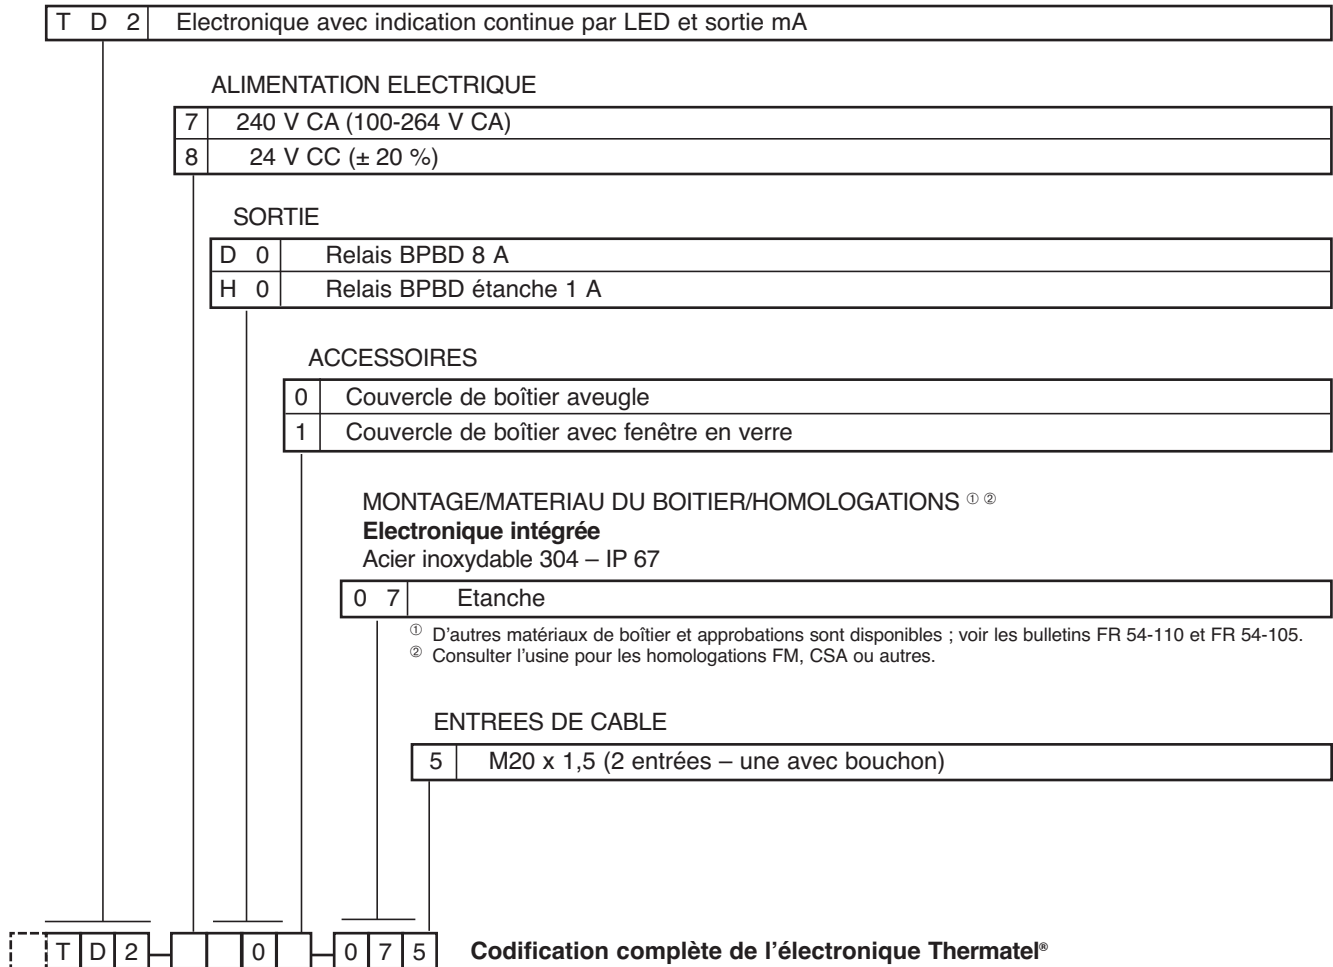 T D 2 Electronique avec indication continue par LED et sortie mA
ALIMENTATION ELECTRIQUE
7 240 V CA (100-264 V CA)
8 24 V CC (± 20 %)
SORTIE
D 0 Relais BPBD 8 A
H 0 Relais BPBD étanche 1 A
ACCESSOIRES
0 Couvercle de boîtier aveugle
1 Couvercle de boîtier avec fenêtre en verre
MONTAGE/MATERIAU DU BOITIER/HOMOLOGATIONS ① ②
Electronique intégrée
Acier inoxydable 304 – IP 67
0 7 Etanche
① D'autres matériaux de boîtier et approbations sont disponibles ; voir les bulletins FR 54-110 et FR 54-105.
② Consulter l'usine pour les homologations FM, CSA ou autres.
ENTREES DE CABLE
5 M20 x 1,5 (2 entrées – une avec bouchon)
T D 2 0 0 7 5 Codification complète de l'électronique Thermatel®